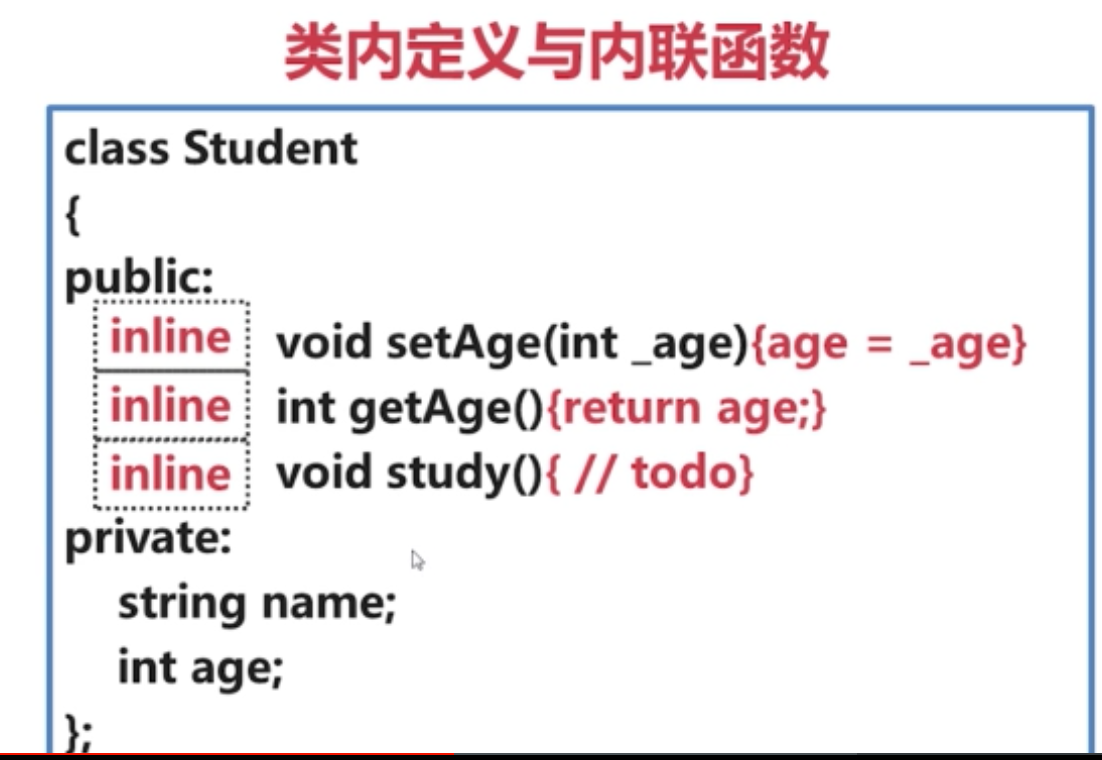 类内定义与内联函数
class Student
{
public:
inline void setAge(int _age){age = _age}
inline int getAge(){return age;}
inline void study(){ // todo}
private:
string name;
int age;
};